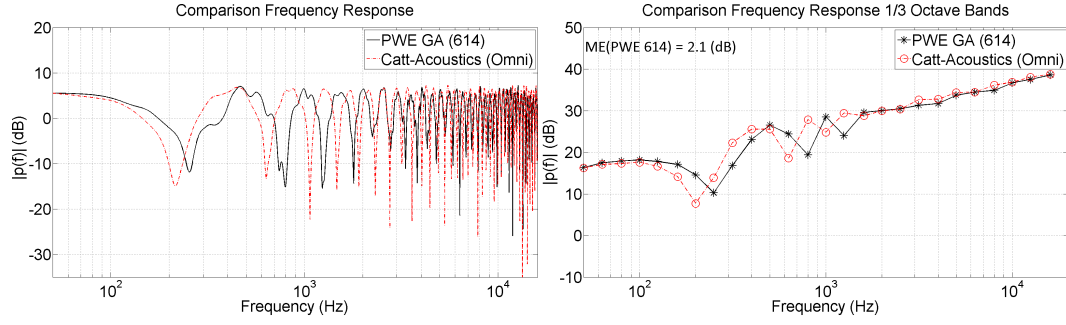 Comparison Frequency Response
20
10
0
-10
-20
-30
|p(f)| (dB)
PWE GA (614)
Catt-Acoustics (Omni)
10^2
10^3
10^4
Frequency (Hz)
Comparison Frequency Response 1/3 Octave Bands
50
40
30
20
10
0
-10
|p(f)| (dB)
ME(PWE 614) = 2.1 (dB)
PWE GA (614)
Catt-Acoustics (Omni)
10^2
10^3
10^4
Frequency (Hz)